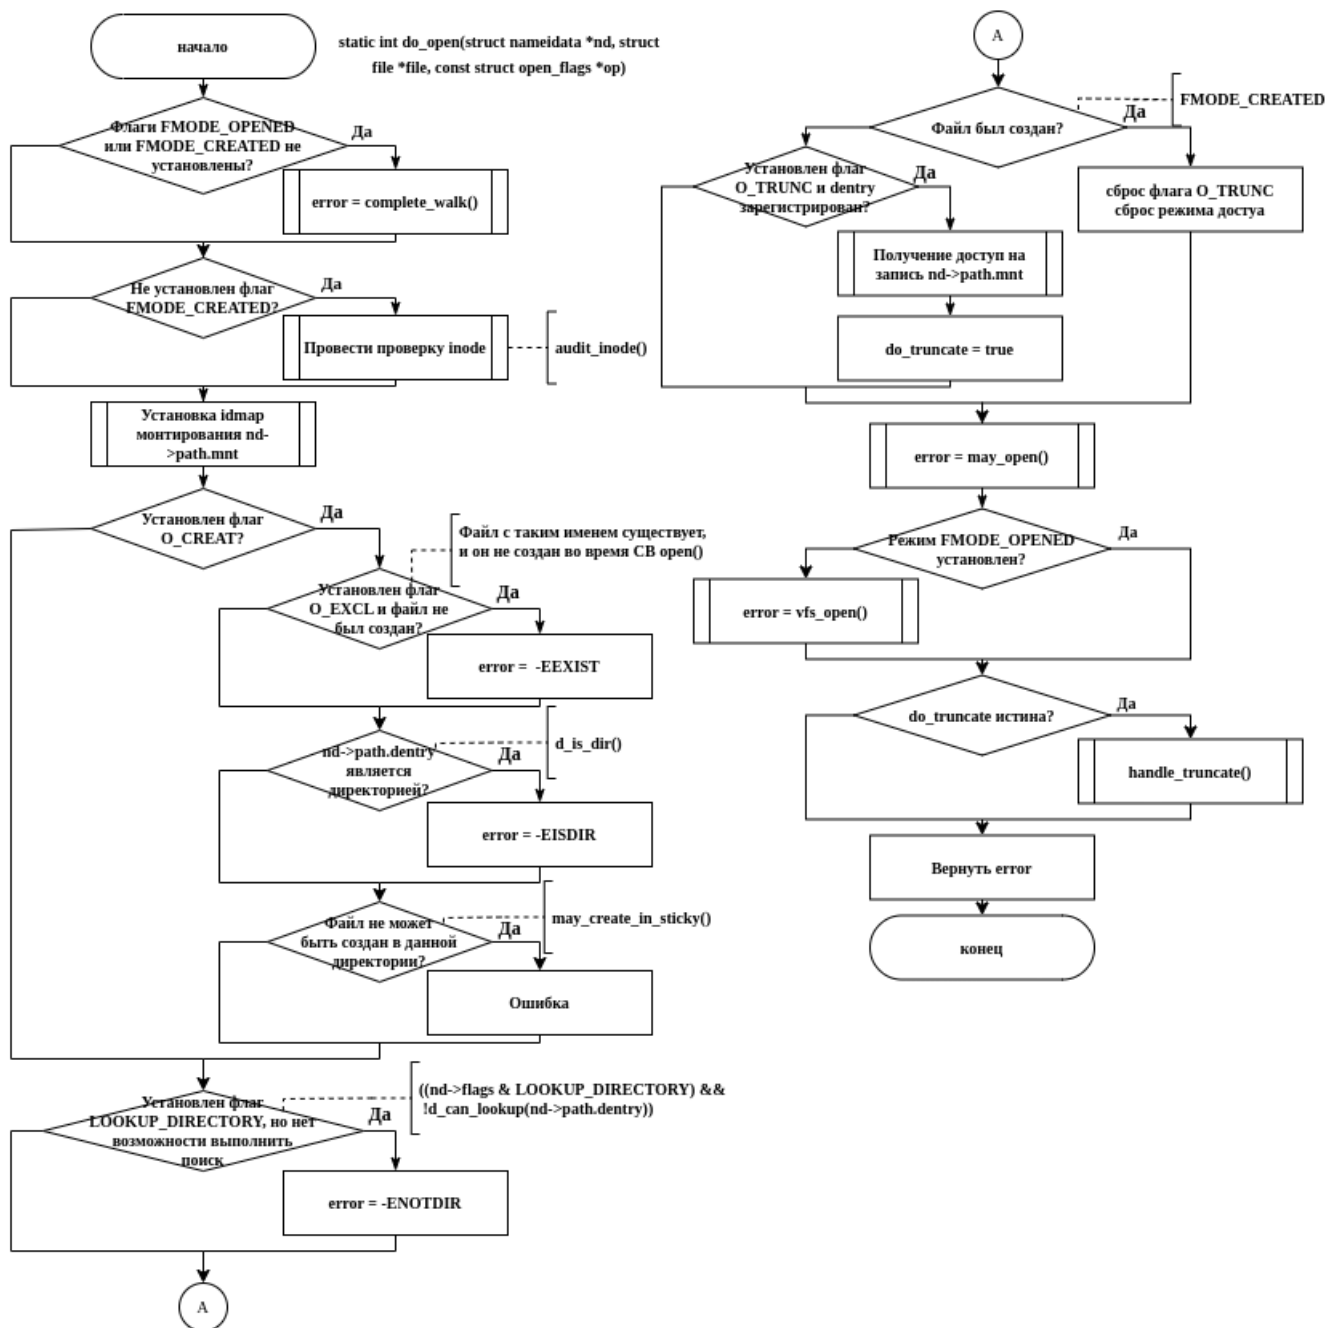 начало
static int do_open(struct nameidata *nd, struct
file *file, const struct open_flags *op)
Флаги FMODE_OPENED
или FMODE_CREATED не
установлены?
Да
error = complete_walk()
Не установлен флаг
FMODE_CREATED?
Да
Провести проверку inode
audit_inode()
Установка idmap
монтирования nd-
>path.mnt
Установлен флаг
O_CREAT?
Да
Файл с таким именем существует,
и он не создан во время СВ open()
Установлен флаг
O_EXCL и файл не
был создан?
Да
error =  -EEXIST
nd->path.dentry
является
директорией?
Да
d_is_dir()
error = -EISDIR
Файл не может
быть создан в данной
директории?
Да
may_create_in_sticky()
Ошибка
Установлен флаг
LOOKUP_DIRECTORY, но нет
возможности выполнить
поиск
Да
((nd->flags & LOOKUP_DIRECTORY) &&
!d_can_lookup(nd->path.dentry))
error = -ENOTDIR
A
A
Файл был создан?
Да
FMODE_CREATED
сброс флага O_TRUNC
сброс режима достуа
Установлен флаг
O_TRUNC и dentry
зарегистрирован?
Да
Получение доступ на
запись nd->path.mnt
do_truncate = true
error = may_open()
Режим FMODE_OPENED
установлен?
Да
error = vfs_open()
do_truncate истина?
Да
handle_truncate()
Вернуть error
конец